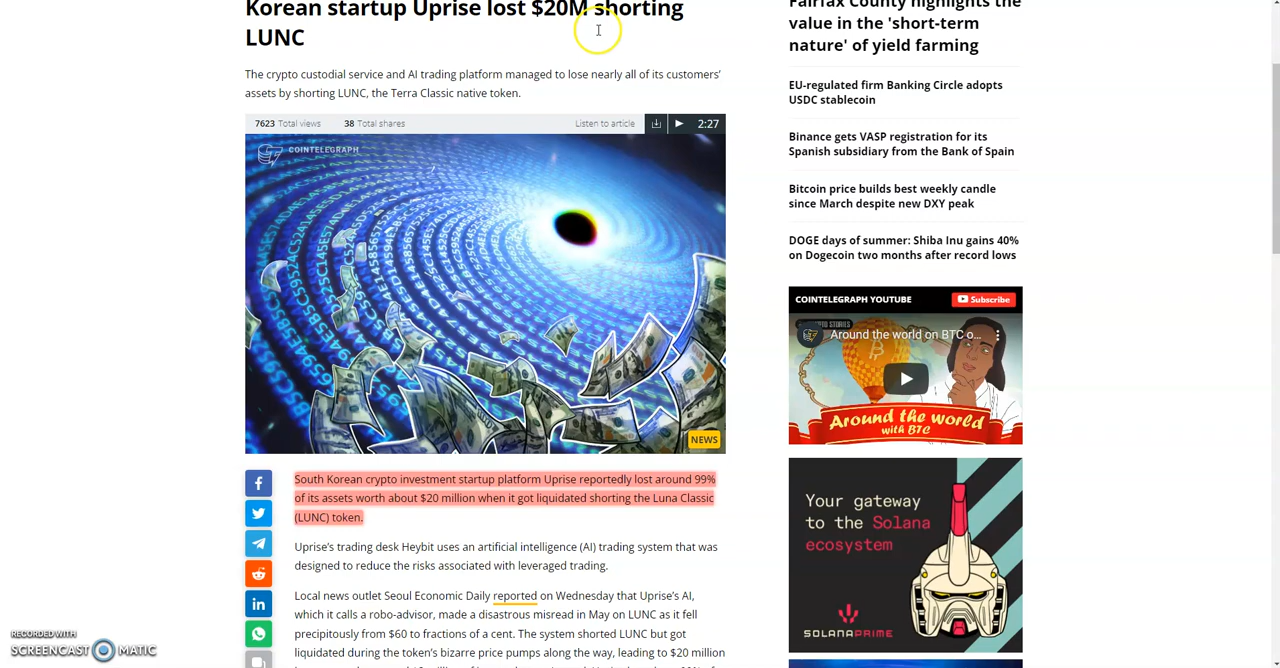 Korean startup Uprise lost $20M shorting
LUNC
The crypto custodial service and AI trading platform managed to lose nearly all of its customers'
assets by shorting LUNC, the Terra Classic native token.
7623 Total views
38 Total shares
Listen to article
2:27
COINTELEGRAPH
NEWS
South Korean crypto investment startup platform Uprise reportedly lost around 99%
of its assets worth about $20 million when it got liquidated shorting the Luna Classic
(LUNC) token.
Uprise's trading desk Heybit uses an artificial intelligence (AI) trading system that was
designed to reduce the risks associated with leveraged trading.
Local news outlet Seoul Economic Daily reported on Wednesday that Uprise's AI,
which it calls a robo-advisor, made a disastrous misread in May on LUNC as it fell
precipitously from $60 to fractions of a cent. The system shorted LUNC but got
liquidated during the token's bizarre price pumps along the way, leading to $20 million
Fairfax County highlights the
value in the 'short-term
nature' of yield farming
EU-regulated firm Banking Circle adopts
USDC stablecoin
Binance gets VASP registration for its
Spanish subsidiary from the Bank of Spain
Bitcoin price builds best weekly candle
since March despite new DXY peak
DOGE days of summer: Shiba Inu gains 40%
on Dogecoin two months after record lows
COINTELEGRAPH YOUTUBE
Subscribe
Around the world on BTC o...
Around the world
with BTC
Your gateway
to the Solana
ecosystem
SOLANAPRIME
RECORDED WITH
SCREENCAST MATIC